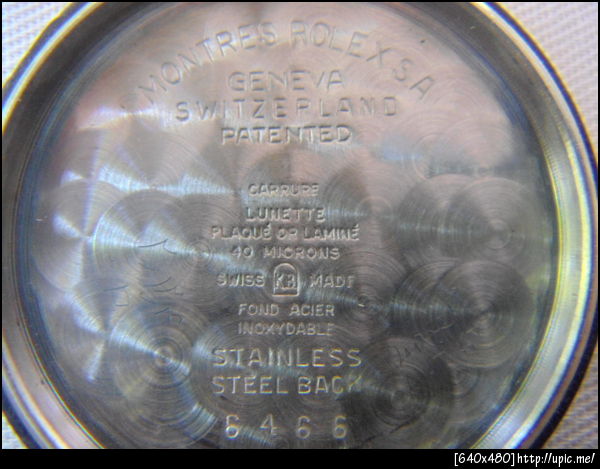 MONTRES ROLEX S A
GENEVA
SWITZERLAND
PATENTED
CARRURE
LUNETTE
PLAQUÉ OR LAMINÉ
40 MICRONS
SWISS KR MADE
FOND ACIER
INOXYDABLE
STAINLESS
STEEL BACK
6466
[640x480]http://upic.me/